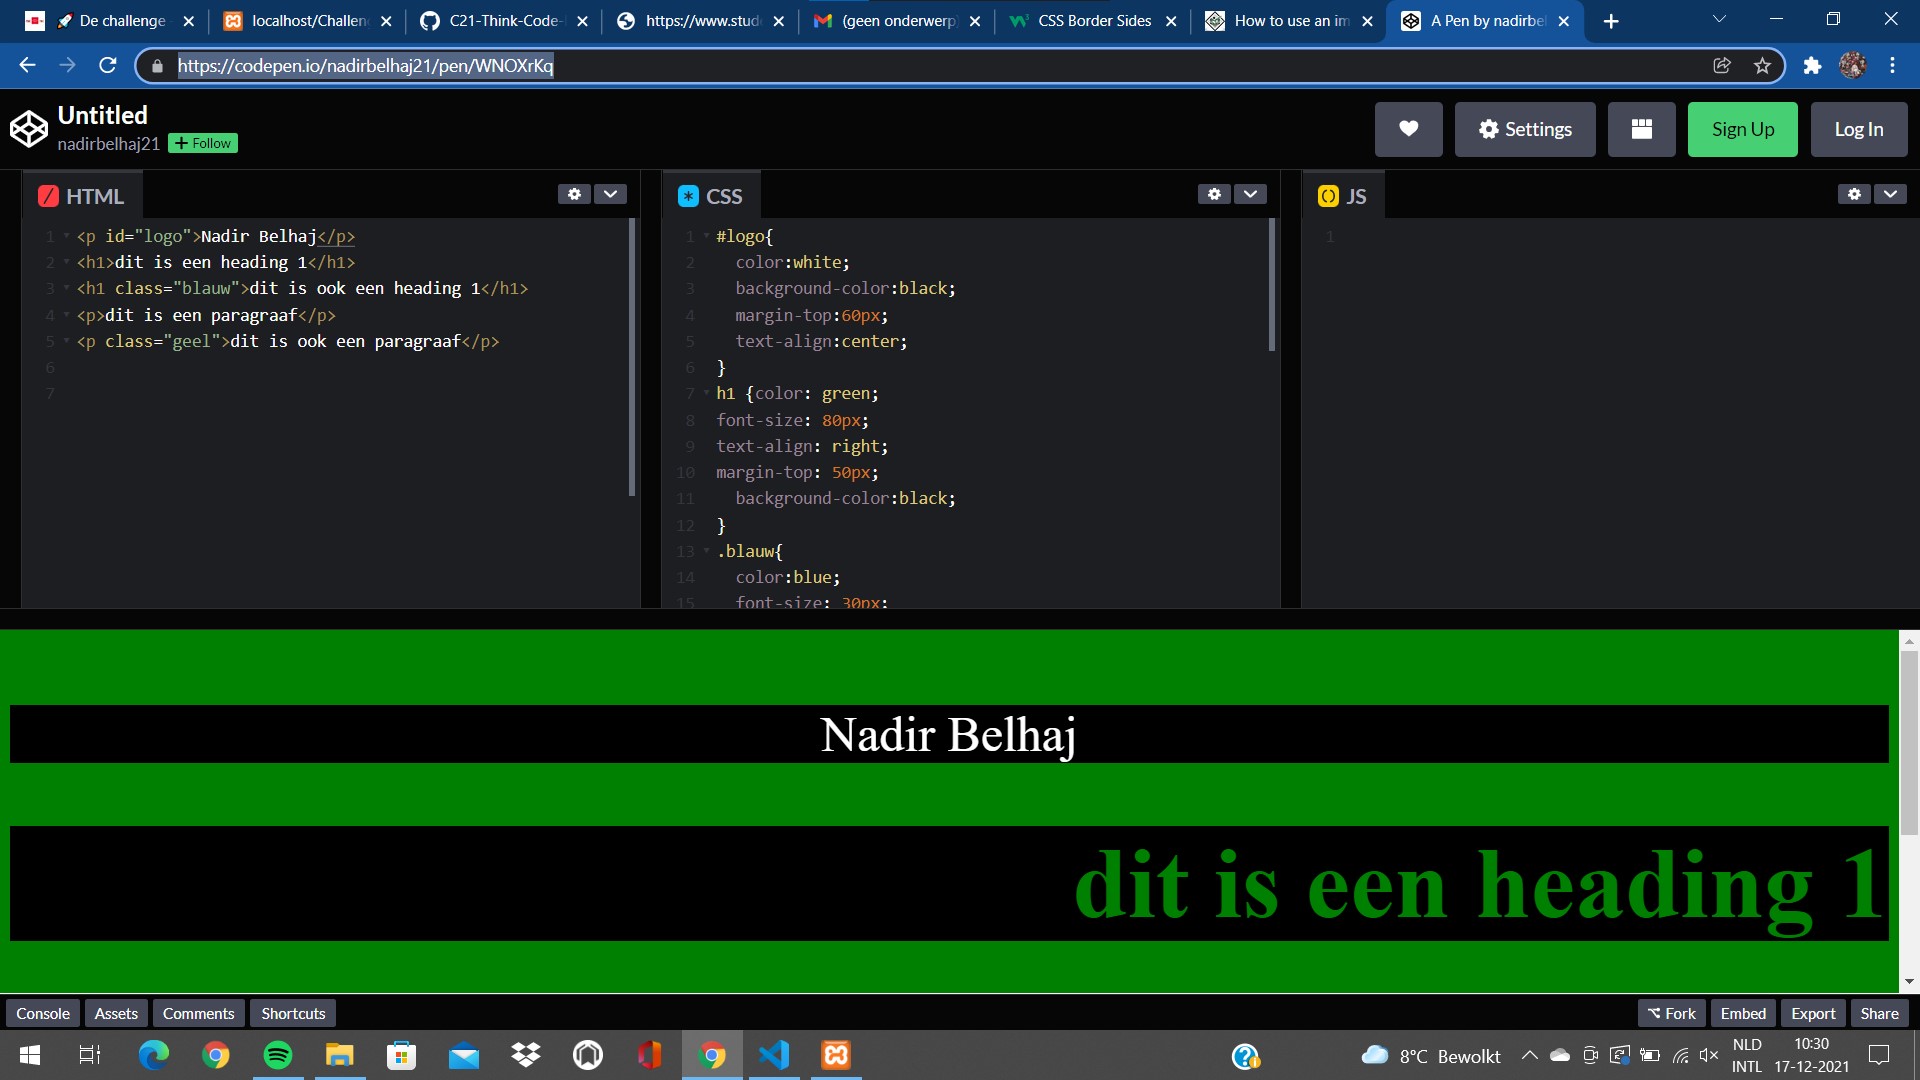 De challenge
localhost/Challen
C21-Think-Code-
https://www.stud
(geen onderwerp)
CSS Border Sides
How to use an im
A Pen by nadirbel
https://codepen.io/nadirbelhaj21/pen/WNOXrKq
Untitled
nadirbelhaj21 + Follow
Settings
Sign Up
Log In
HTML
1 <p id="logo">Nadir Belhaj</p>
2 <h1>dit is een heading 1</h1>
3 <h1 class="blauw">dit is ook een heading 1</h1>
4 <p>dit is een paragraaf</p>
5 <p class="geel">dit is ook een paragraaf</p>
6
7
CSS
1 #logo{
2 color:white;
3 background-color:black;
4 margin-top:60px;
5 text-align:center;
6 }
7 h1 {color: green;
8 font-size: 80px;
9 text-align: right;
10 margin-top: 50px;
11 background-color:black;
12 }
13 .blauw{
14 color:blue;
15 font-size: 30px;
JS
1
Nadir Belhaj
dit is een heading 1
Console Assets Comments Shortcuts
Fork Embed Export Share
8°C Bewolkt
NLD
INTL
10:30
17-12-2021